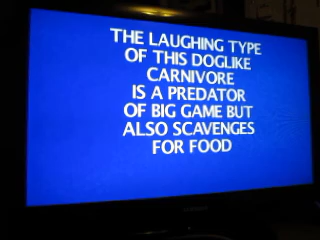 THE LAUGHING TYPE
OF THIS DOGLIKE
CARNIVORE
IS A PREDATOR
OF BIG GAME BUT
ALSO SCAVENGES
FOR FOOD